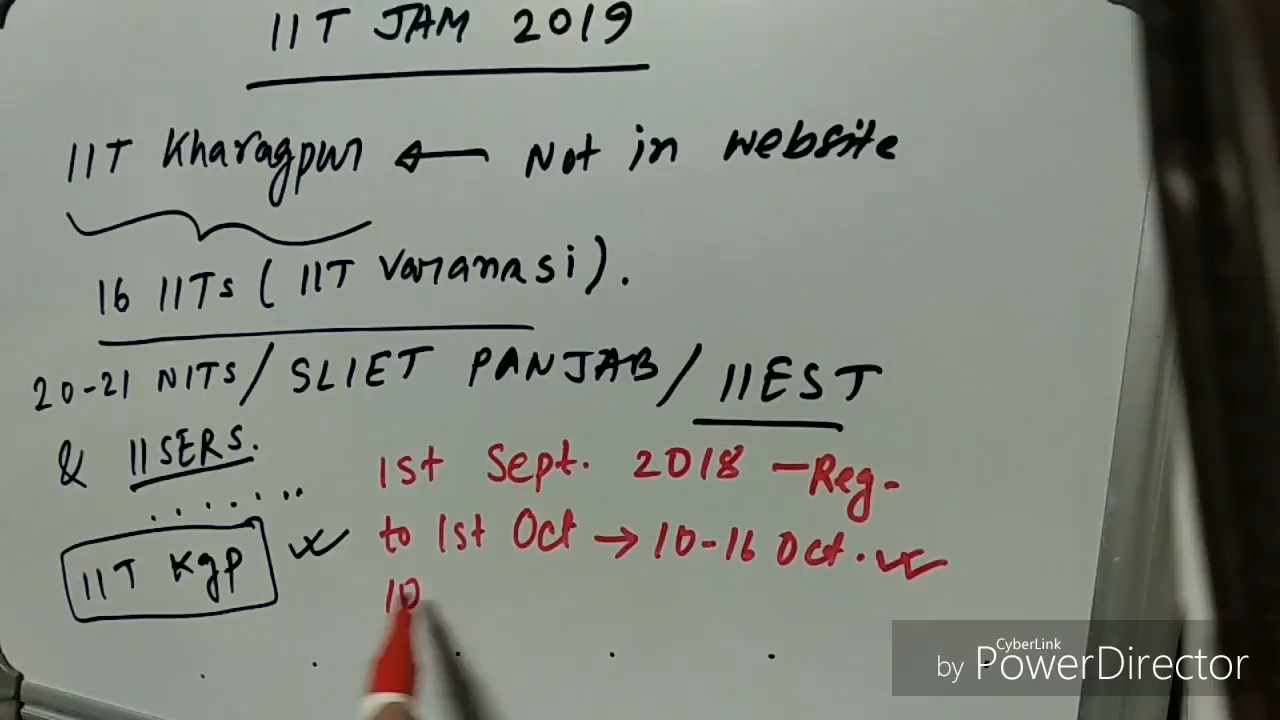 IIT JAM 2019
IIT Kharagpur ← Not in website
16 IITs ( IIT Varanasi ).
20-21 NITs / SLIET PANJAB / IIEST
& IISERS.
1st Sept. 2018 - Reg.
to 1st Oct → 10-16 Oct.
IIT Kgp
10
CyberLink
by PowerDirector